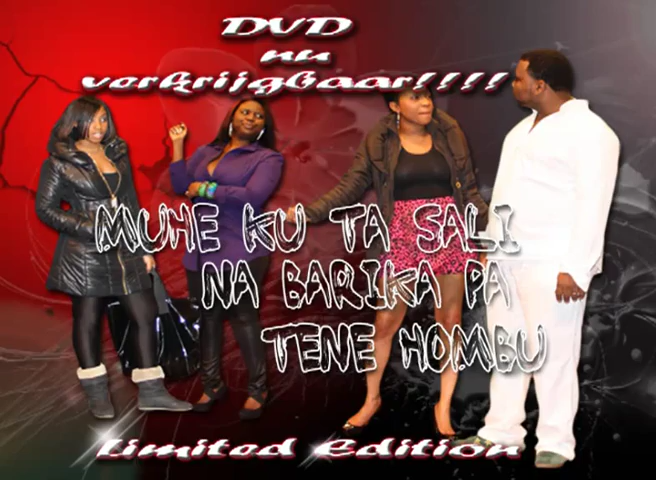 DVD
nu
verkrijgbaar!!!!
MUHE KU TA SALI
NA BARIKA PA
TENE HOMBU
Limited Edition